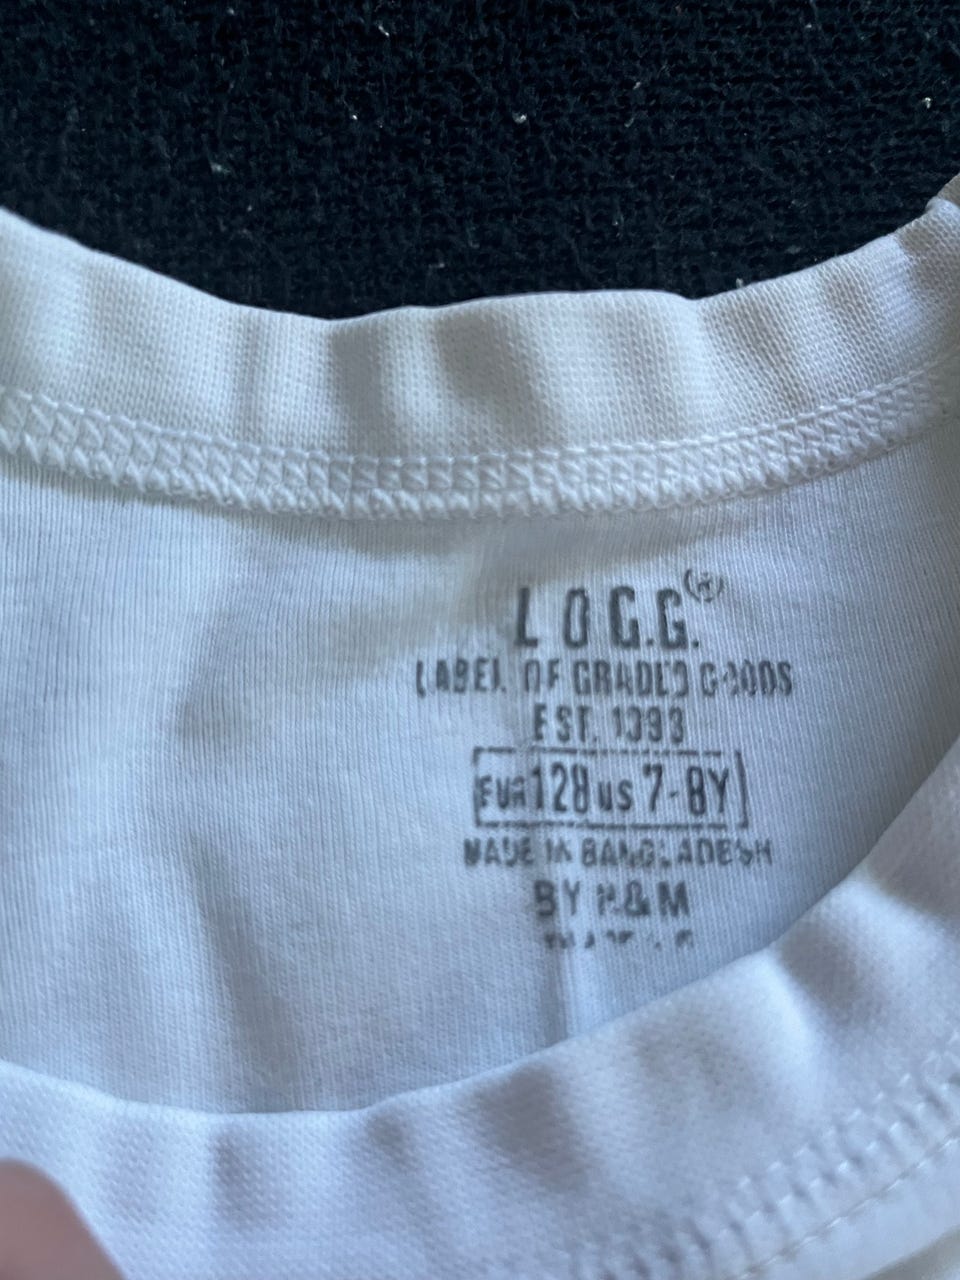 L.O.G.G.®
LABEL OF GRADED GOODS
EST. 1993
EUR 128 US 7-8Y
MADE IN BANGLADESH
BY H&M